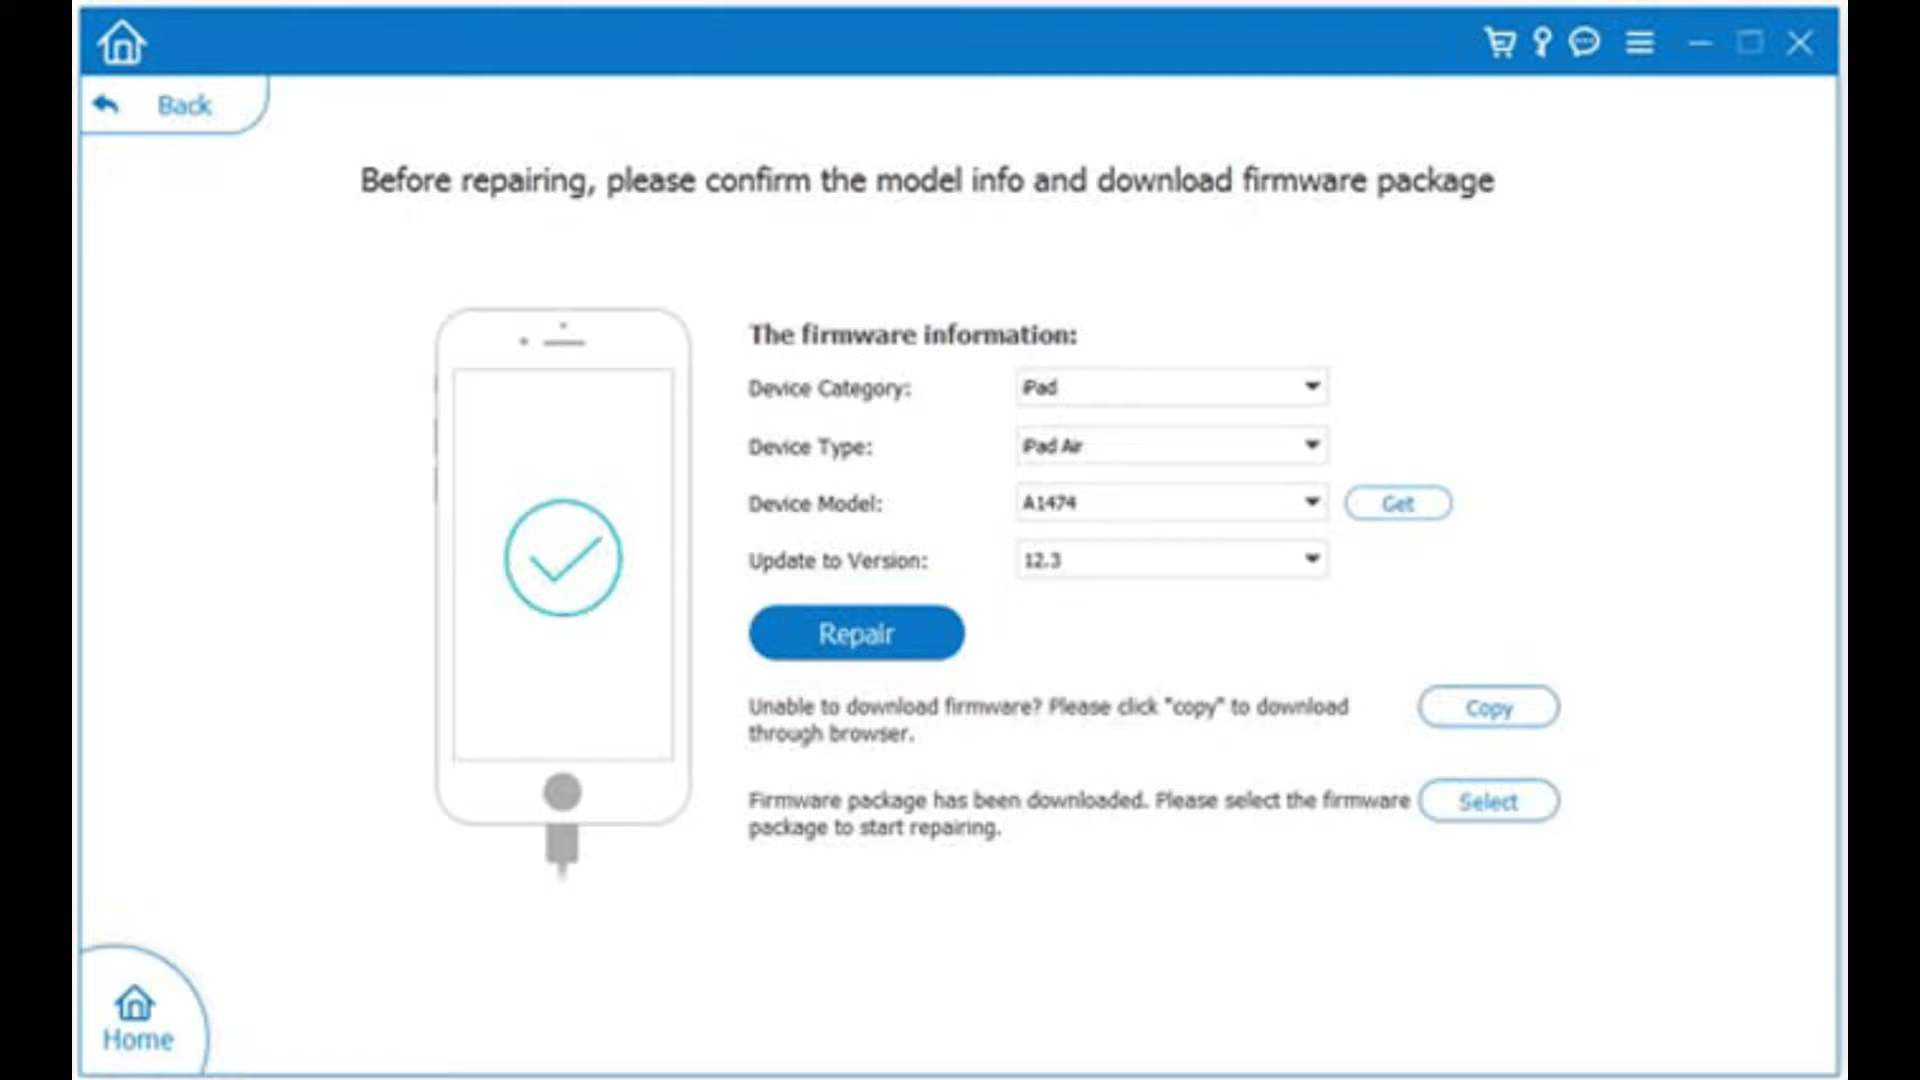 Back
Before repairing, please confirm the model info and download firmware package
The firmware information:
Device Category:
iPad
Device Type:
iPad Air
Device Model:
A1474
Get
Update to Version:
12.3
Repair
Unable to download firmware? Please click "copy" to download
through browser.
Copy
Firmware package has been downloaded. Please select the firmware
package to start repairing.
Select
Home